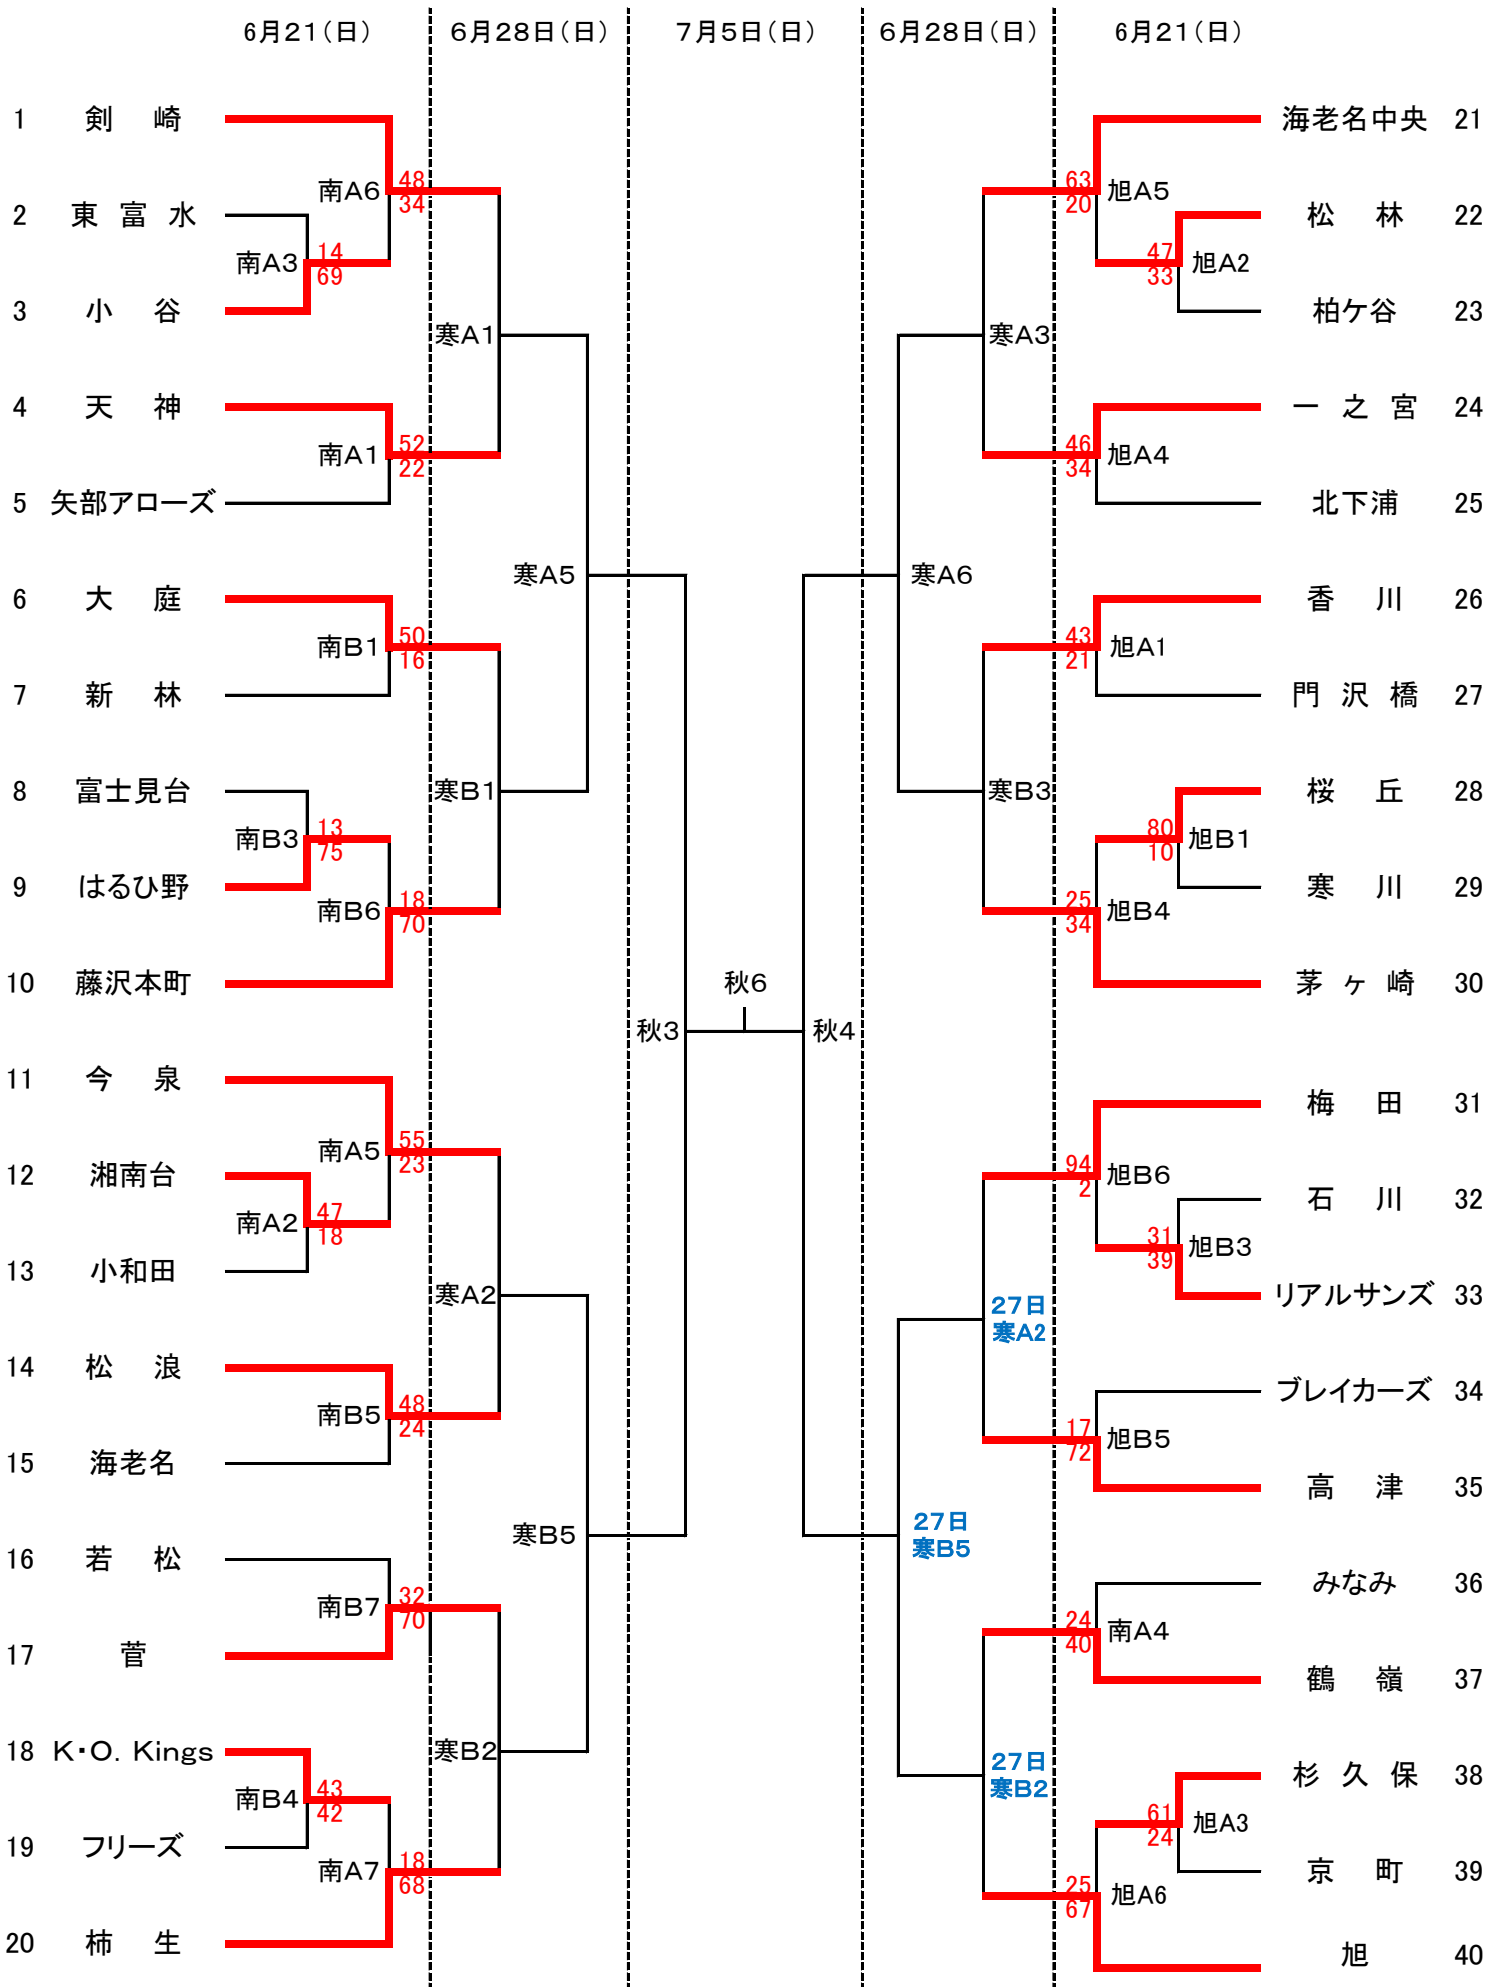 6月21(日) 6月28日(日) 7月5日(日) 6月28日(日) 6月21(日)
1 剣崎
南A6 48
34
2 東富水
南A3 14
69
3 小谷
寒A1
4 天神
南A1 52
22
5 矢部アローズ
寒A5
6 大庭
南B1 50
16
7 新林
8 富士見台
寒B1
南B3 13
75
9 はるひ野
南B6 18
70
10 藤沢本町
秋3
11 今泉
南A5 55
23
12 湘南台
南A2 47
18
13 小和田
寒A2
14 松浪
南B5 48
24
15 海老名
寒B5
16 若松
南B7 32
70
17 菅
18 K・O. Kings
寒B2
南B4 43
42
19 フリーズ
南A7 18
68
20 柿生
秋6
海老名中央 21
63 旭A5
20
松林 22
47 旭A2
33
柏ケ谷 23
寒A3
一之宮 24
46 旭A4
34
北下浦 25
寒A6
香川 26
43 旭A1
21
門沢橋 27
桜丘 28
寒B3
80 旭B1
10
寒川 29
25 旭B4
34
茅ヶ崎 30
秋4
梅田 31
94 旭B6
2
石川 32
31 旭B3
39
リアルサンズ 33
27日
寒A2
ブレイカーズ 34
17 旭B5
72
高津 35
27日
寒B5
みなみ 36
24 南A4
40
鶴嶺 37
27日
寒B2
杉久保 38
61 旭A3
24
京町 39
25 旭A6
67
旭 40